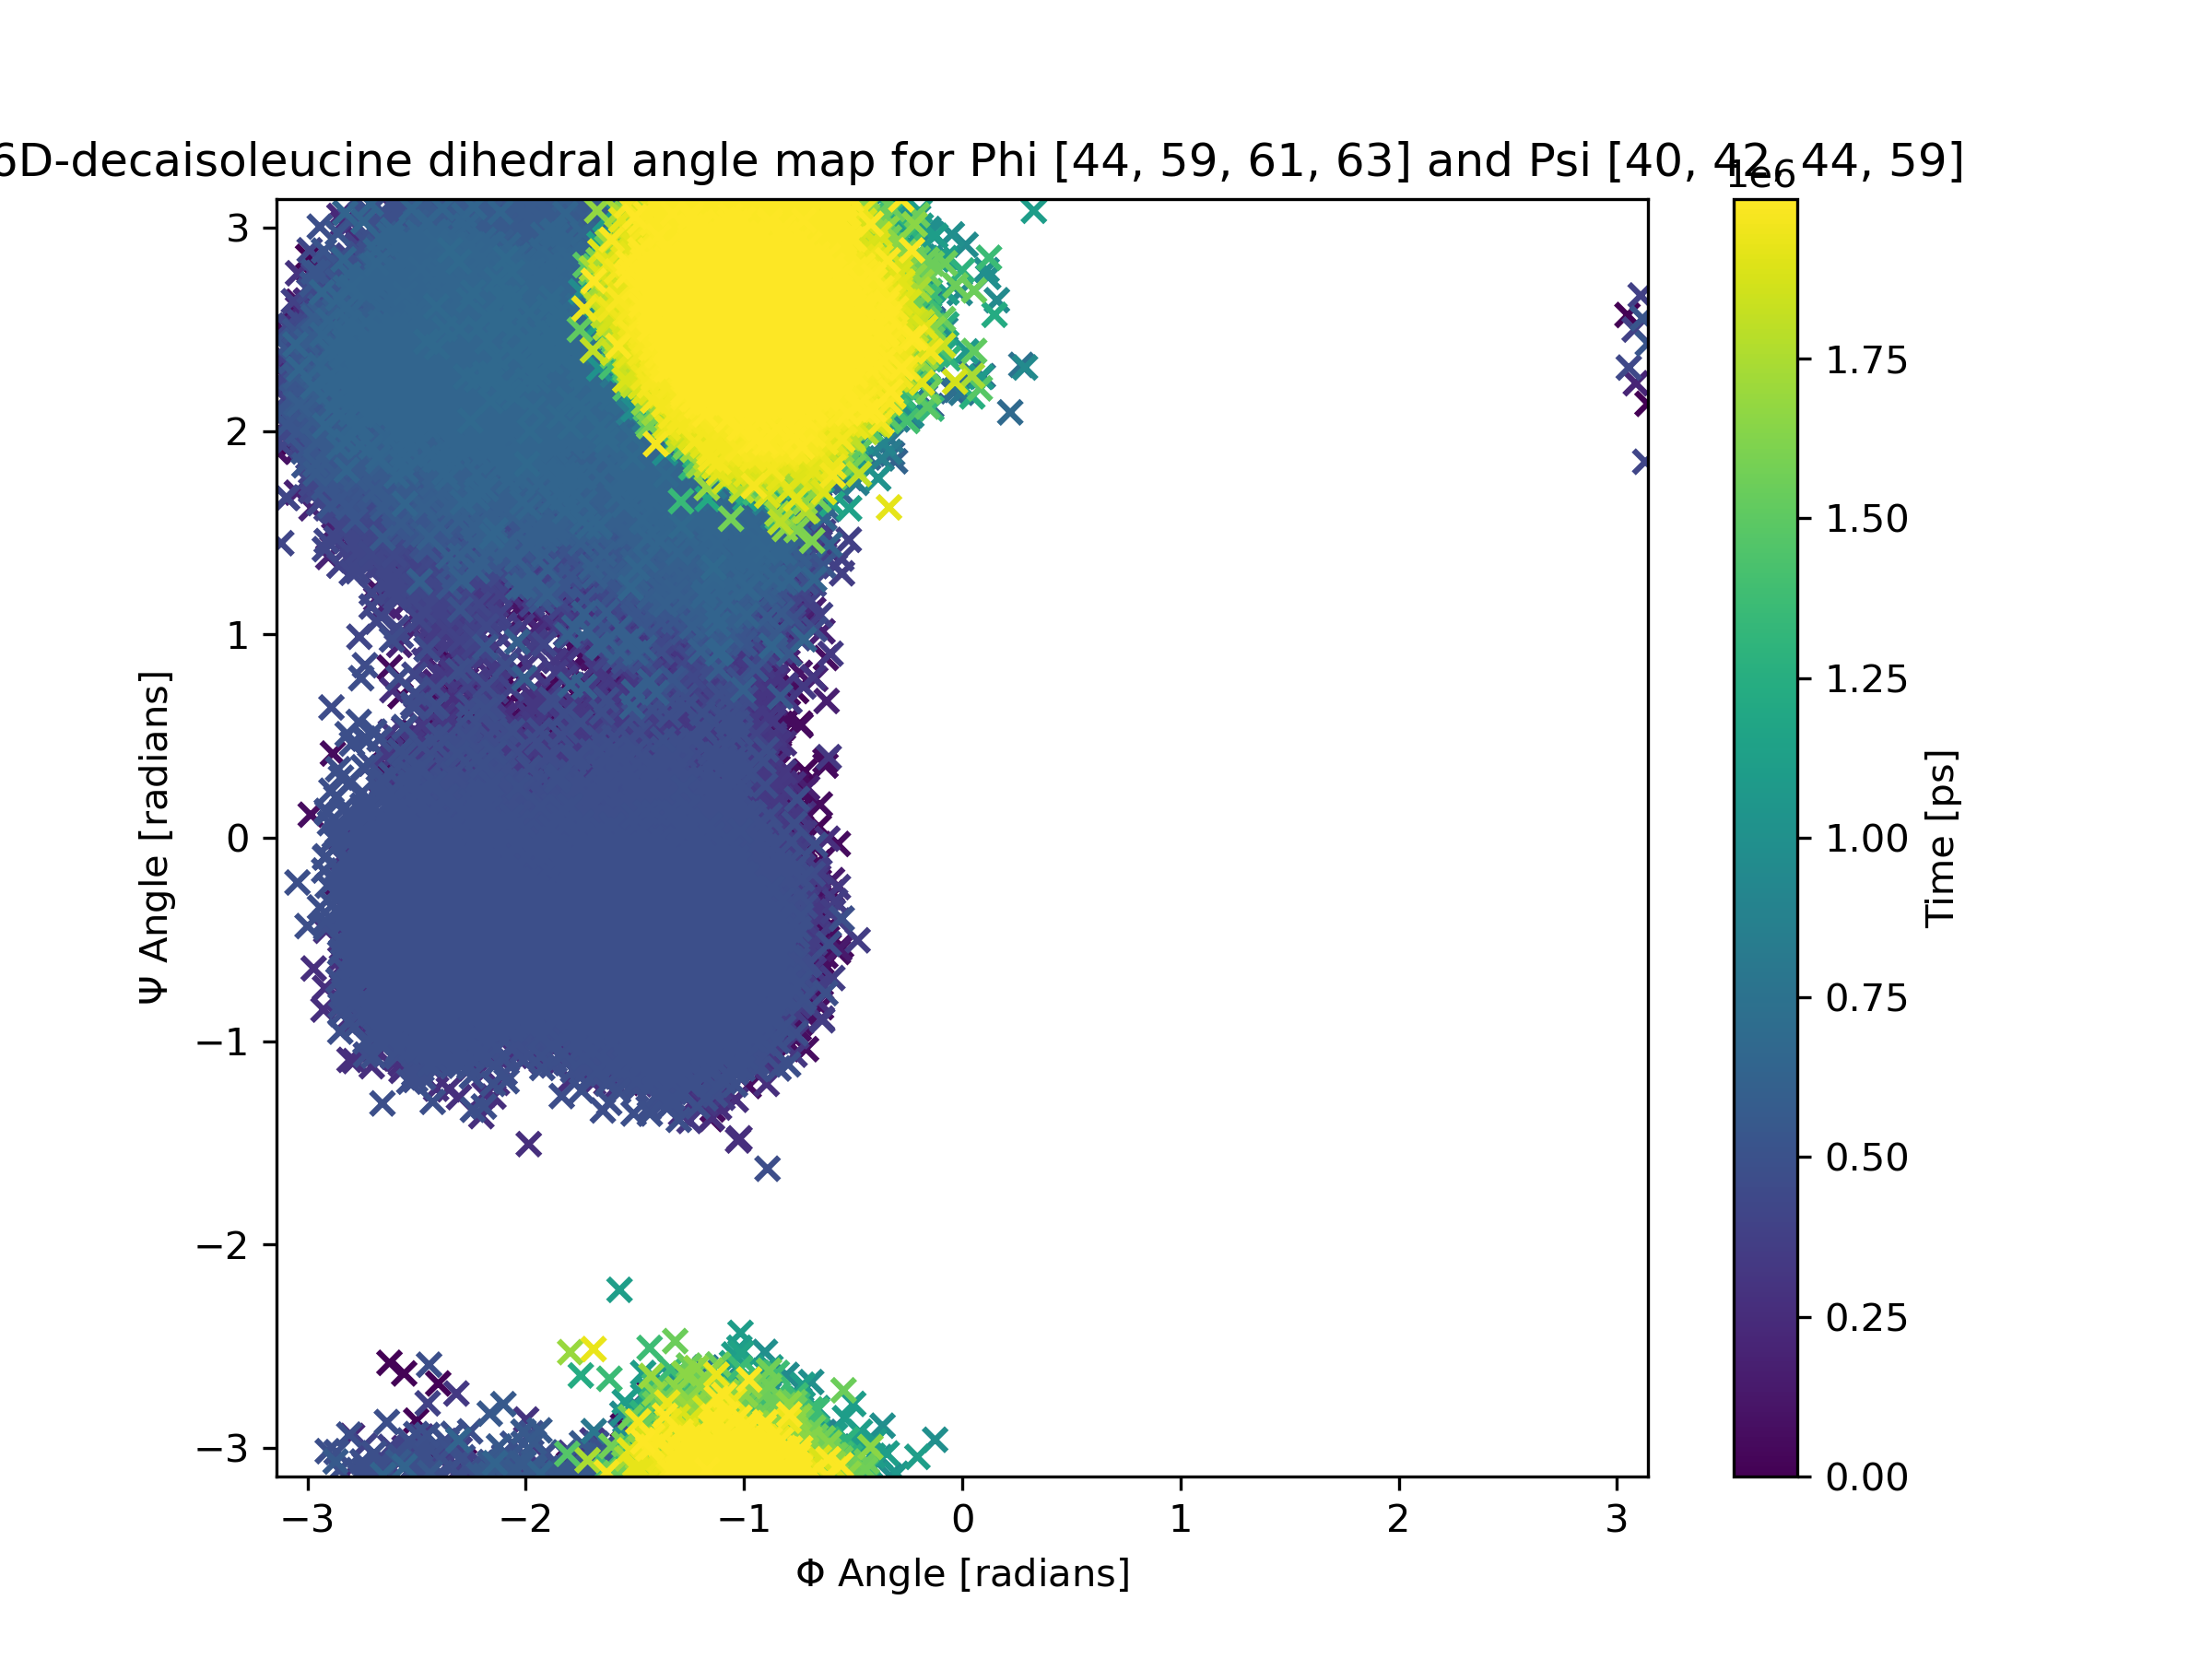 6D-decaisoleucine dihedral angle map for Phi [44, 59, 61, 63] and Psi [40, 42, 44, 59]
1e6
3
2
1
0
−1
−2
−3
Ψ Angle [radians]
−3 −2 −1 0 1 2 3
Φ Angle [radians]
1.75
1.50
1.25
1.00
0.75
0.50
0.25
0.00
Time [ps]